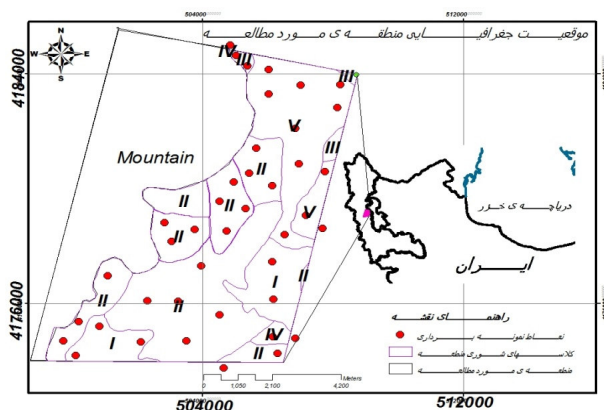 504000 512000
موقعیت جغرافیایی منطقه ی مورد مطالعه
N
W E
S
4184000
IV
III
III
V
Mountain
III
II
II
II
V
II
دریاچه ی خزر
ایران
I
II
4176000
II
II
راهنمای نقشه
نقاط نمونه برداری
I
IV
II
کلاسهای شوری منطقه
منطقه ی مورد مطالعه
Meters
0 1,050 2,100 4,200
504000 512000